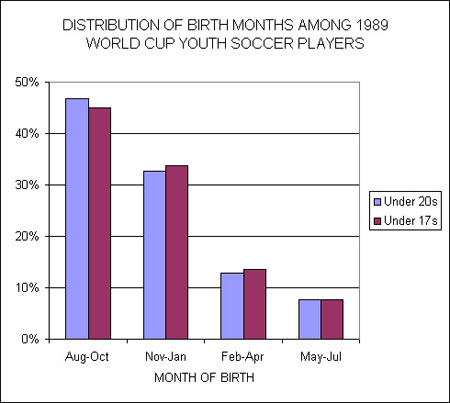 DISTRIBUTION OF BIRTH MONTHS AMONG 1989
WORLD CUP YOUTH SOCCER PLAYERS
50%
40%
30%
20%
10%
0%
Aug-Oct
Nov-Jan
Feb-Apr
May-Jul
MONTH OF BIRTH
Under 20s
Under 17s